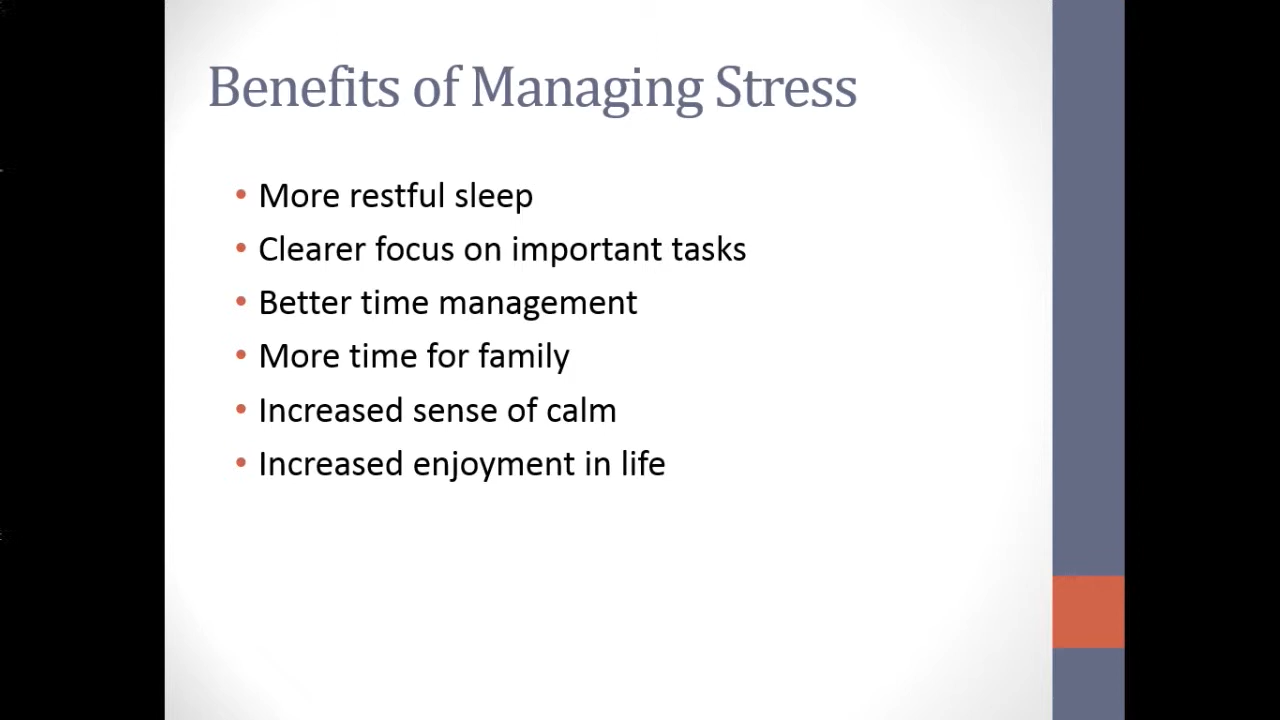 Benefits of Managing Stress
• More restful sleep
• Clearer focus on important tasks
• Better time management
• More time for family
• Increased sense of calm
• Increased enjoyment in life